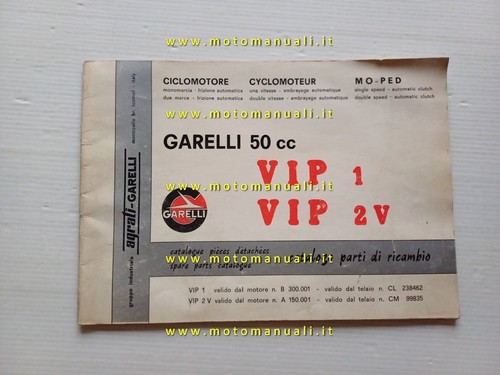 www.motomanuali.it
CICLOMOTORE
monomarcia - frizione automatica
due marce - frizione automatica
CYCLOMOTEUR
una vitesse - embrayage automatique
double vitesse - embrayage automatique
MO-PED
single speed - automatic clutch
double speed - automatic clutch
www.motomanuali.it
GARELLI 50 cc
VIP 1
VIP 2V
www.motomanuali.it
GARELLI
gruppo industriale agrati-GARELLI
catalogue pièces détachées
spare parts catalogue
catalogo parti di ricambio
www.motomanuali.it
VIP 1 valido dal motore n. B 300.001 - valido dal telaio n. CL 238462
VIP 2 V valido dal motore n. A 150.001 - valido dal telaio n. CM 99835
www.motomanuali.it